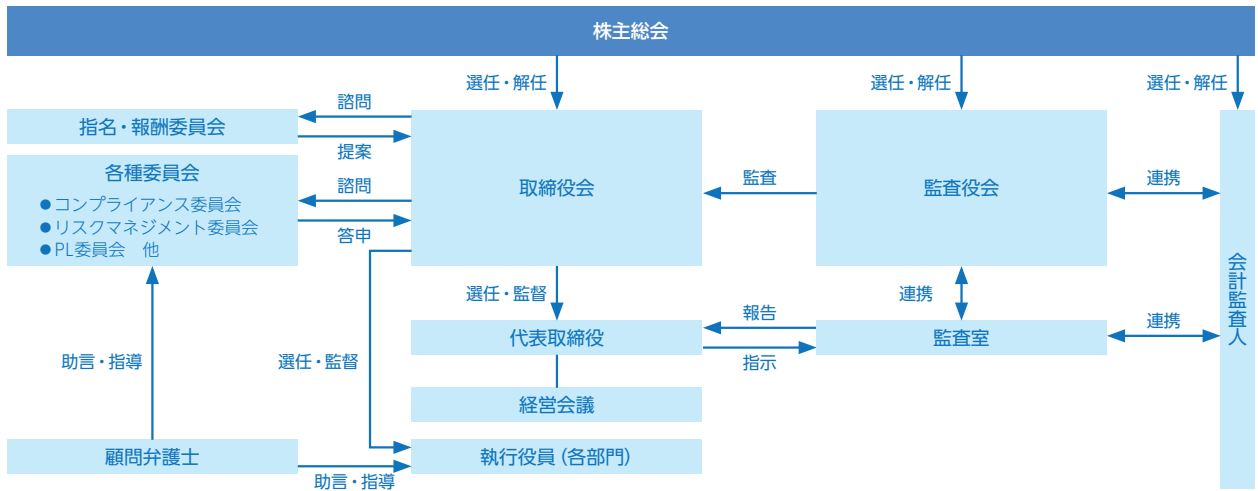 株主総会
選任・解任
選任・解任
選任・解任
指名・報酬委員会
諮問
提案
各種委員会
●コンプライアンス委員会
●リスクマネジメント委員会
●PL委員会　他
諮問
答申
取締役会
監査
監査役会
連携
会計監査人
選任・監督
連携
代表取締役
報告
指示
監査室
連携
助言・指導
選任・監督
経営会議
顧問弁護士
助言・指導
執行役員（各部門）